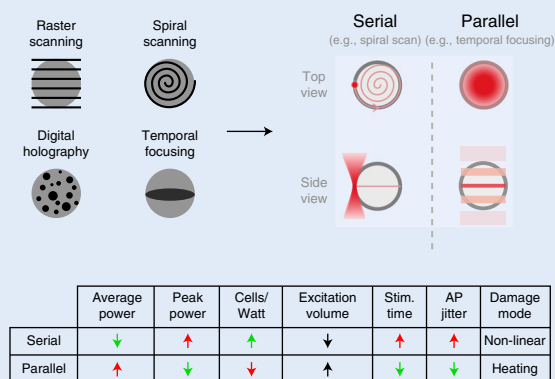 Raster scanning
Spiral scanning
Digital holography
Temporal focusing
Serial
(e.g., spiral scan)
Parallel
(e.g., temporal focusing)
Top view
Side view
Average power
Peak power
Cells/ Watt
Excitation volume
Stim. time
AP jitter
Damage mode
Serial
Non-linear
Parallel
Heating